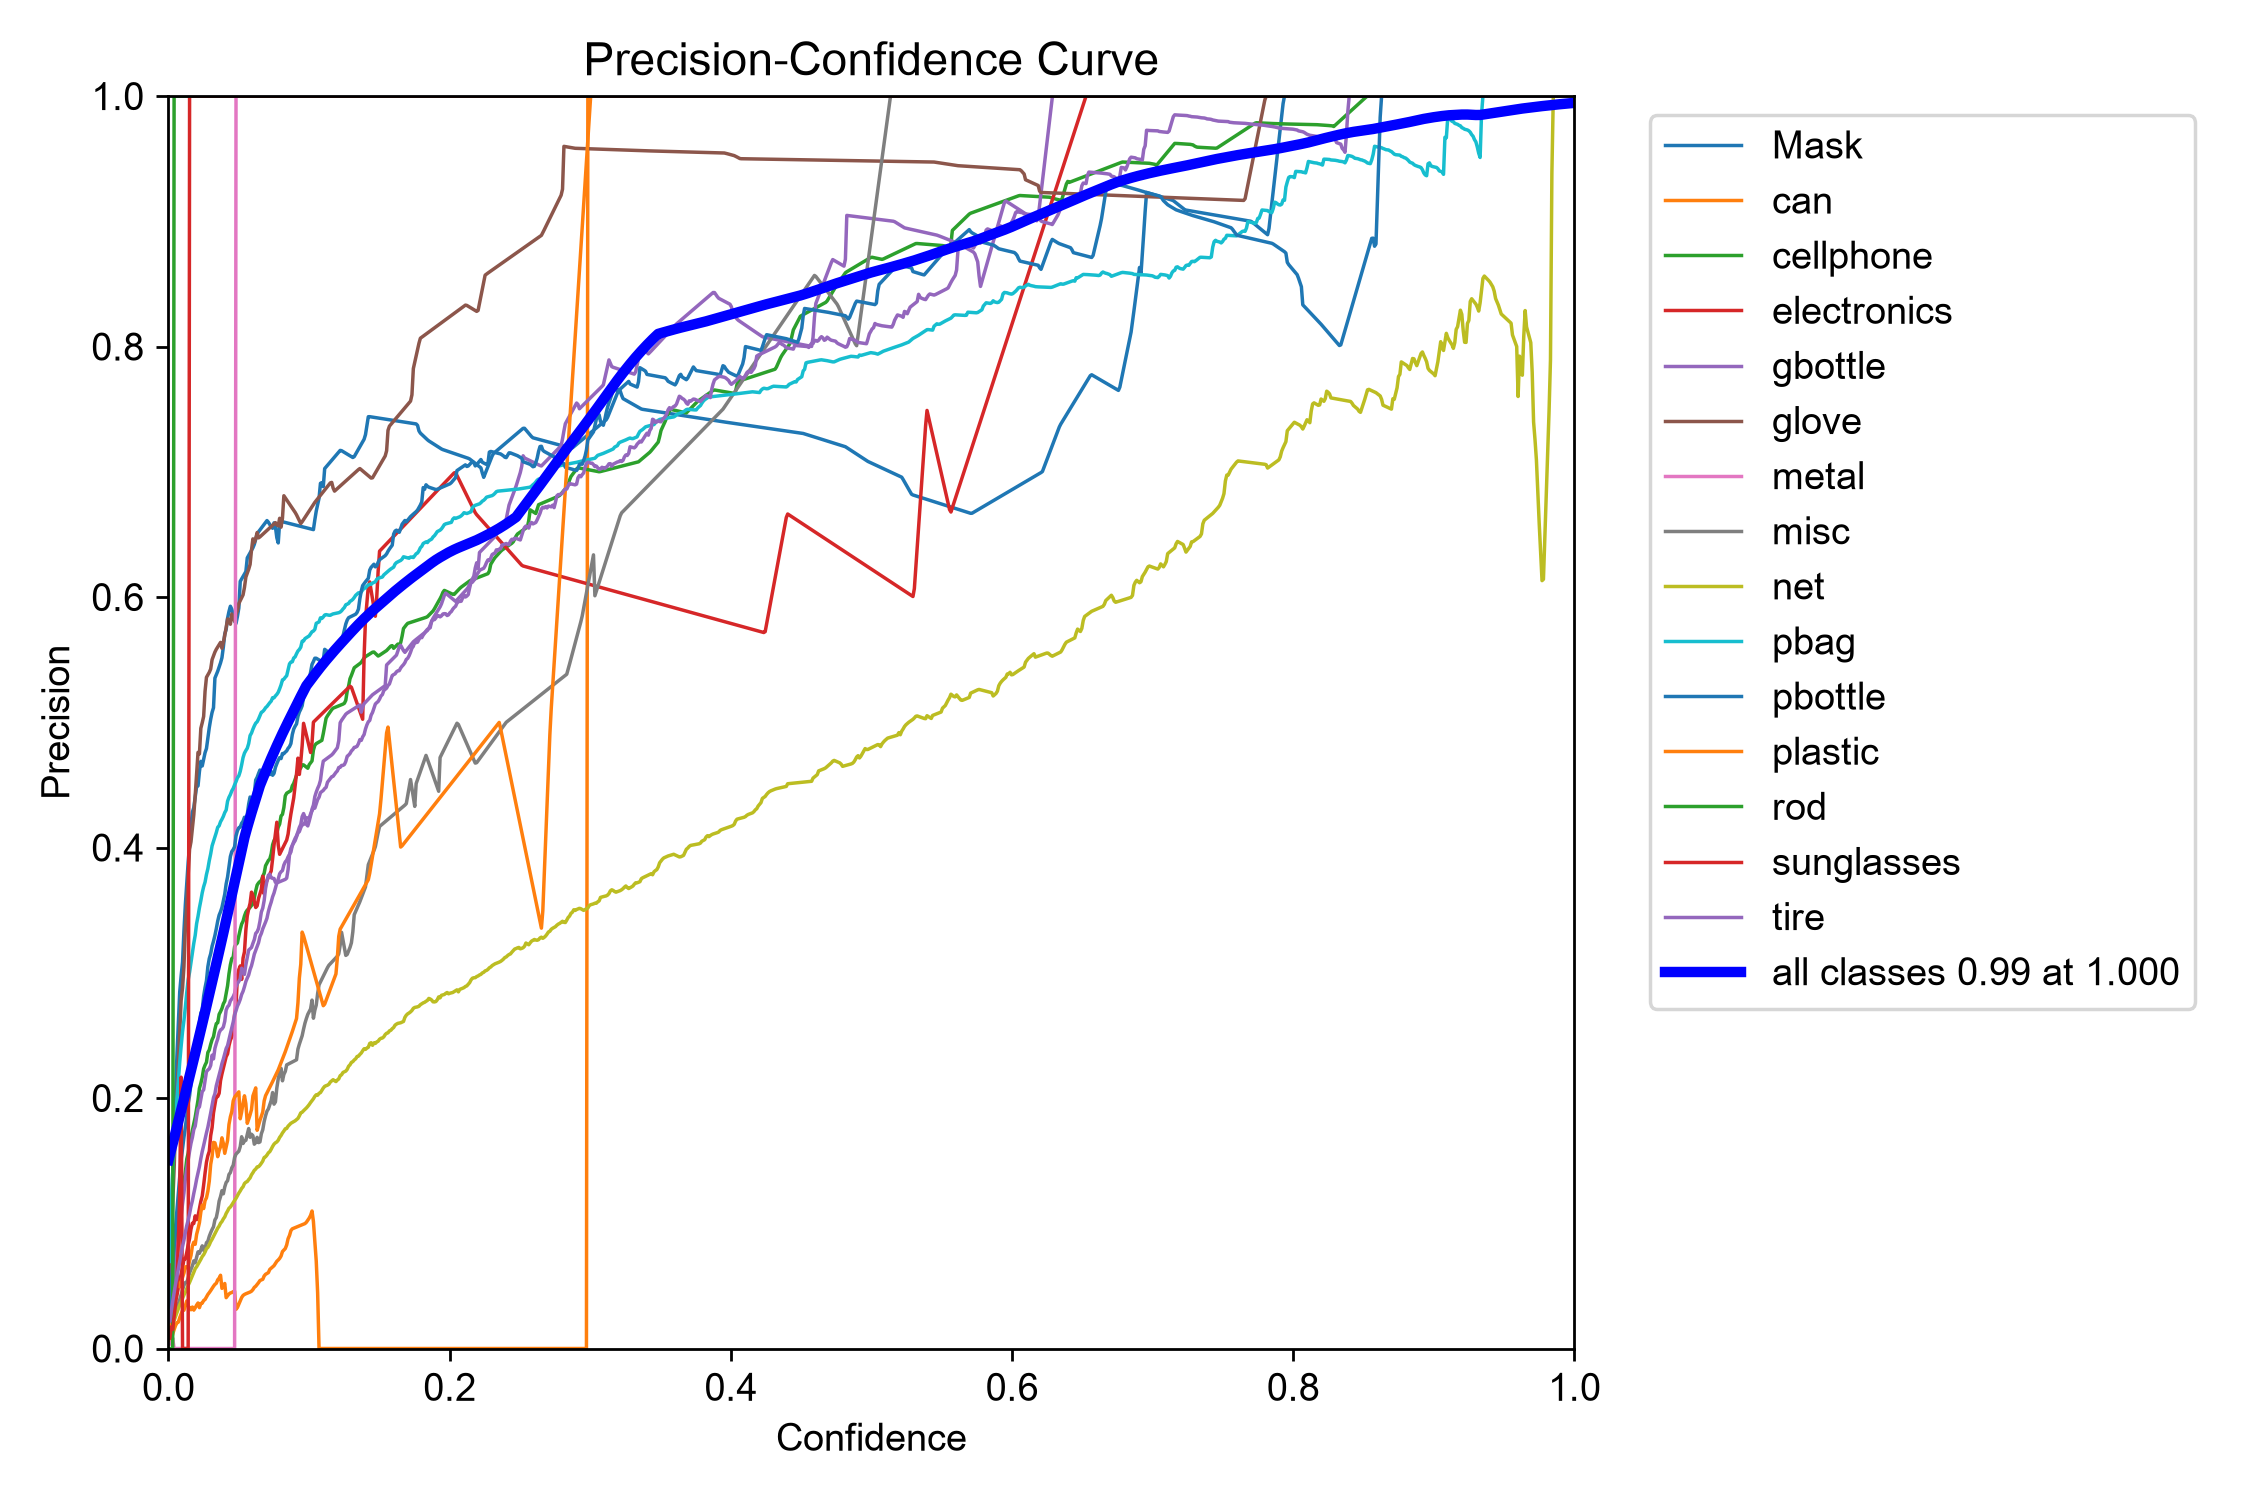 Precision-Confidence Curve
1.0
0.8
0.6
0.4
0.2
0.0
Precision
0.0 0.2 0.4 0.6 0.8 1.0
Confidence
Mask
can
cellphone
electronics
gbottle
glove
metal
misc
net
pbag
pbottle
plastic
rod
sunglasses
tire
all classes 0.99 at 1.000